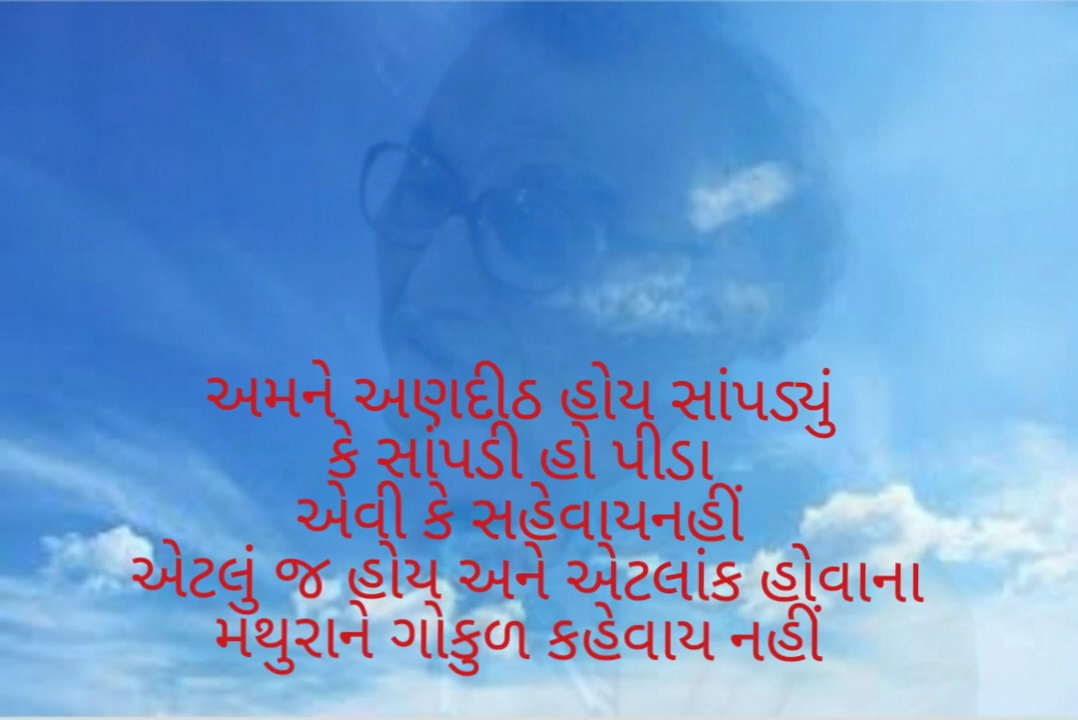 અમને અણદીઠ હોય સાંપડ્યું
કે સાંપડી હો પીડા
એવી કે સહેવાયનહીં
એટલું જ હોય અને એટલાંક હોવાના
મથુરાને ગોકુળ કહેવાય નહીં